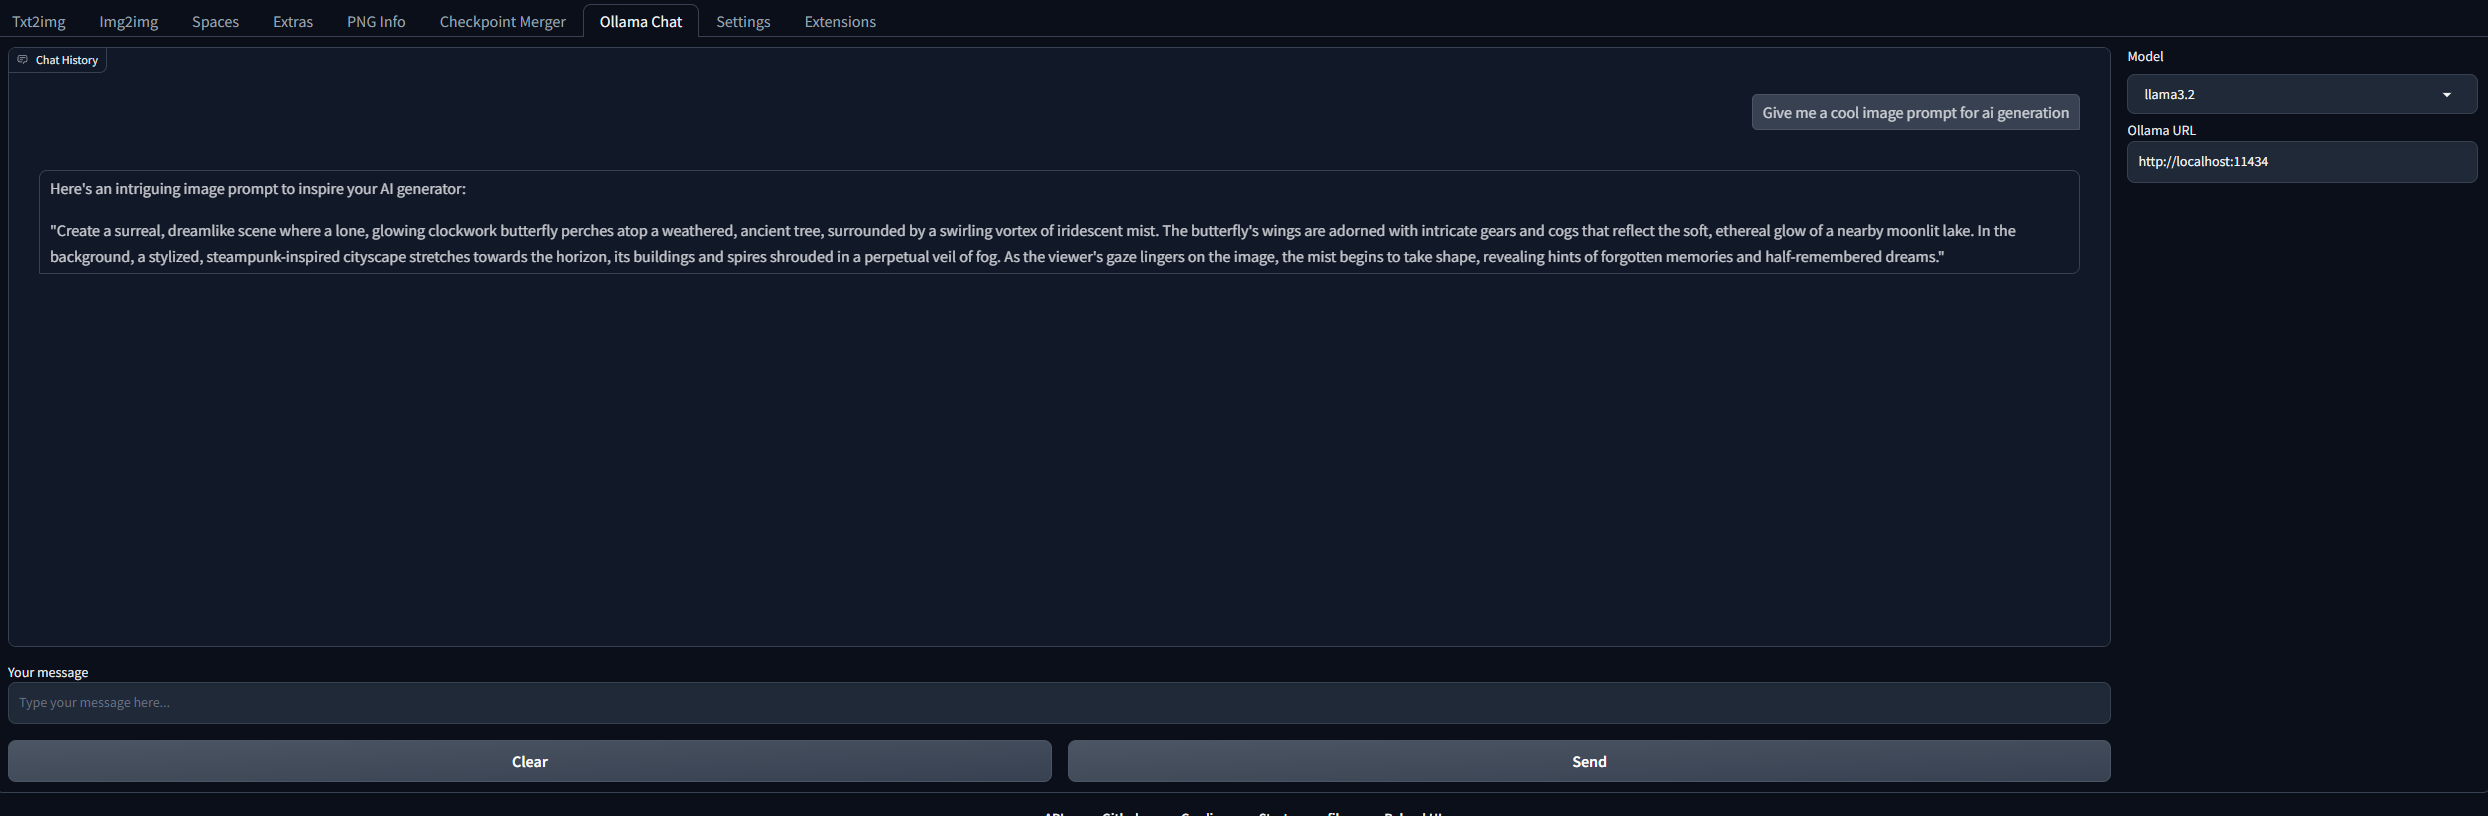 Txt2img Img2img Spaces Extras PNG Info Checkpoint Merger Ollama Chat Settings Extensions
Chat History
Give me a cool image prompt for ai generation
Here's an intriguing image prompt to inspire your AI generator:
"Create a surreal, dreamlike scene where a lone, glowing clockwork butterfly perches atop a weathered, ancient tree, surrounded by a swirling vortex of iridescent mist. The butterfly's wings are adorned with intricate gears and cogs that reflect the soft, ethereal glow of a nearby moonlit lake. In the
background, a stylized, steampunk-inspired cityscape stretches towards the horizon, its buildings and spires shrouded in a perpetual veil of fog. As the viewer's gaze lingers on the image, the mist begins to take shape, revealing hints of forgotten memories and half-remembered dreams."
Model
llama3.2
Ollama URL
http://localhost:11434
Your message
Type your message here...
Clear
Send